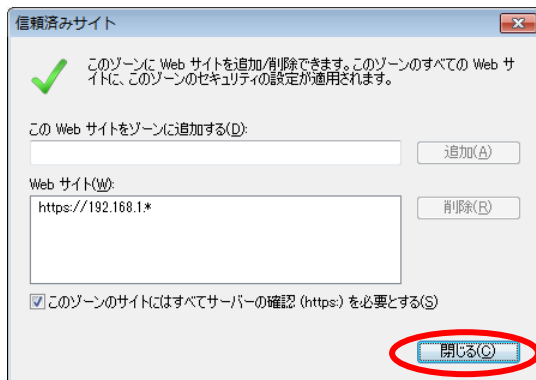 信頼済みサイト
このゾーンに Web サイトを追加/削除できます。このゾーンのすべての Web サ
イトに、このゾーンのセキュリティの設定が適用されます。
この Web サイトをゾーンに追加する(D):
追加(A)
Web サイト(W):
https://192.168.1.*
削除(R)
このゾーンのサイトにはすべてサーバーの確認 (https:) を必要とする(S)
閉じる(C)